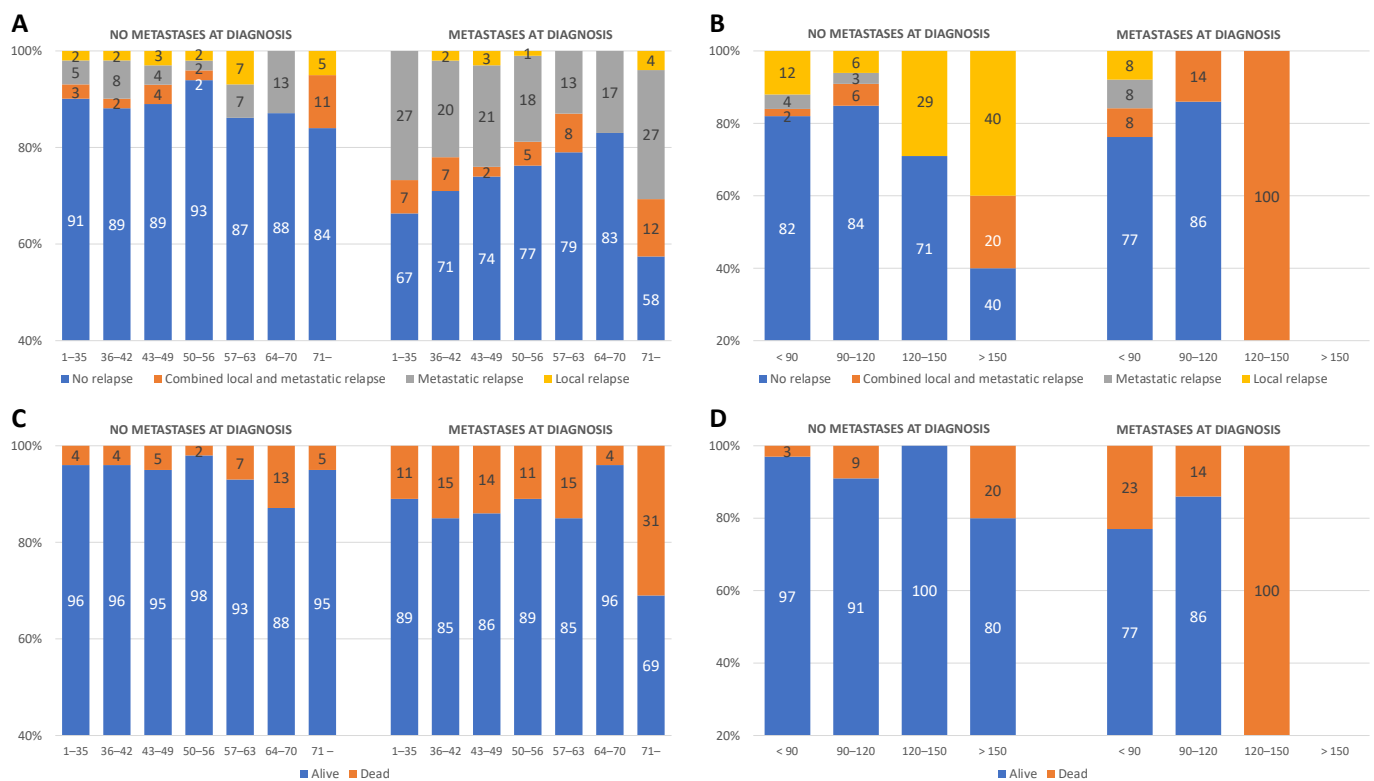 A
NO METASTASES AT DIAGNOSIS METASTASES AT DIAGNOSIS
100%
80%
60%
40%
2 2 3 2 7 13 5
5 8 4 2 7 11
3 2 4 2
91 89 89 93 87 88 84
2 3 1 13 17 4
27 20 21 18 8 27
7 7 2 5 12
67 71 74 77 79 83 58
1–35 36–42 43–49 50–56 57–63 64–70 71– 1–35 36–42 43–49 50–56 57–63 64–70 71–
No relapse Combined local and metastatic relapse Metastatic relapse Local relapse
B
NO METASTASES AT DIAGNOSIS METASTASES AT DIAGNOSIS
100%
80%
60%
40%
20%
12 6 29 40
4 3 20
2 6
82 84 71 40
8 14 100
8
8
77 86
< 90 90–120 120–150 > 150 < 90 90–120 120–150 > 150
No relapse Combined local and metastatic relapse Metastatic relapse Local relapse
C
NO METASTASES AT DIAGNOSIS METASTASES AT DIAGNOSIS
100%
80%
60%
40%
4 4 5 2 7 13 5
96 96 95 98 93 88 95
11 15 14 11 15 4 31
89 85 86 89 85 96 69
1–35 36–42 43–49 50–56 57–63 64–70 71 – 1–35 36–42 43–49 50–56 57–63 64–70 71–
Alive Dead
D
NO METASTASES AT DIAGNOSIS METASTASES AT DIAGNOSIS
100%
80%
60%
40%
20%
3 9 20
97 91 100 80
23 14 100
77 86
< 90 90–120 120–150 > 150 < 90 90–120 120–150 > 150
Alive Dead